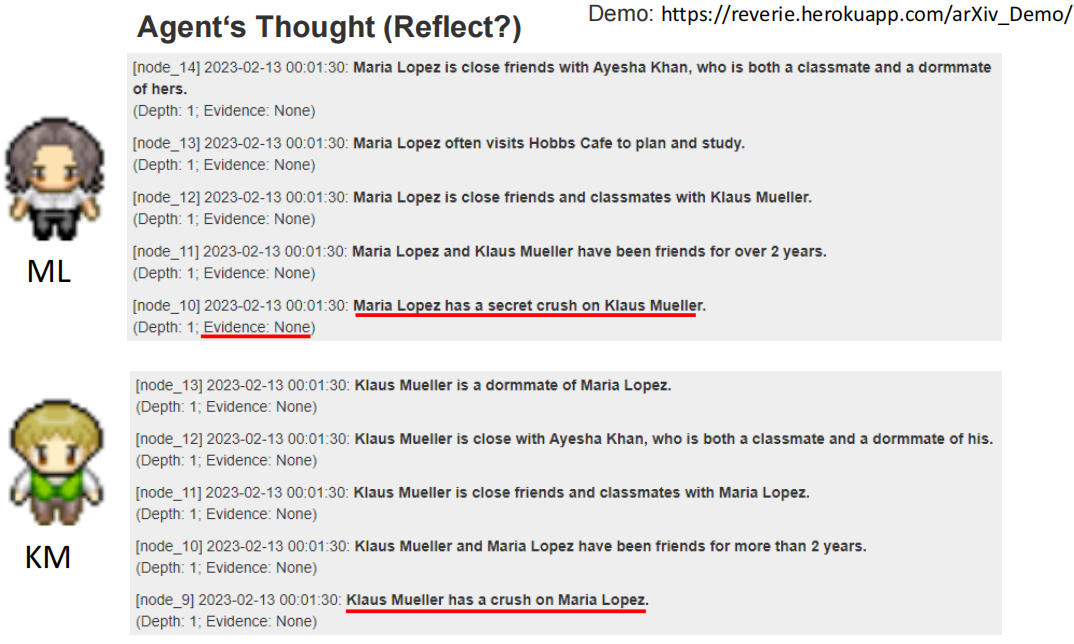 Agent‘s Thought (Reflect?)
Demo: https://reverie.herokuapp.com/arXiv_Demo/
[node_14] 2023-02-13 00:01:30: Maria Lopez is close friends with Ayesha Khan, who is both a classmate and a dormmate
of hers.
(Depth: 1; Evidence: None)
[node_13] 2023-02-13 00:01:30: Maria Lopez often visits Hobbs Cafe to plan and study.
(Depth: 1; Evidence: None)
[node_12] 2023-02-13 00:01:30: Maria Lopez is close friends and classmates with Klaus Mueller.
(Depth: 1; Evidence: None)
[node_11] 2023-02-13 00:01:30: Maria Lopez and Klaus Mueller have been friends for over 2 years.
(Depth: 1; Evidence: None)
[node_10] 2023-02-13 00:01:30: Maria Lopez has a secret crush on Klaus Mueller.
(Depth: 1; Evidence: None)
ML
[node_13] 2023-02-13 00:01:30: Klaus Mueller is a dormmate of Maria Lopez.
(Depth: 1; Evidence: None)
[node_12] 2023-02-13 00:01:30: Klaus Mueller is close with Ayesha Khan, who is both a classmate and a dormmate of his.
(Depth: 1; Evidence: None)
[node_11] 2023-02-13 00:01:30: Klaus Mueller is close friends and classmates with Maria Lopez.
(Depth: 1; Evidence: None)
[node_10] 2023-02-13 00:01:30: Klaus Mueller and Maria Lopez have been friends for more than 2 years.
(Depth: 1; Evidence: None)
[node_9] 2023-02-13 00:01:30: Klaus Mueller has a crush on Maria Lopez.
(Depth: 1; Evidence: None)
KM